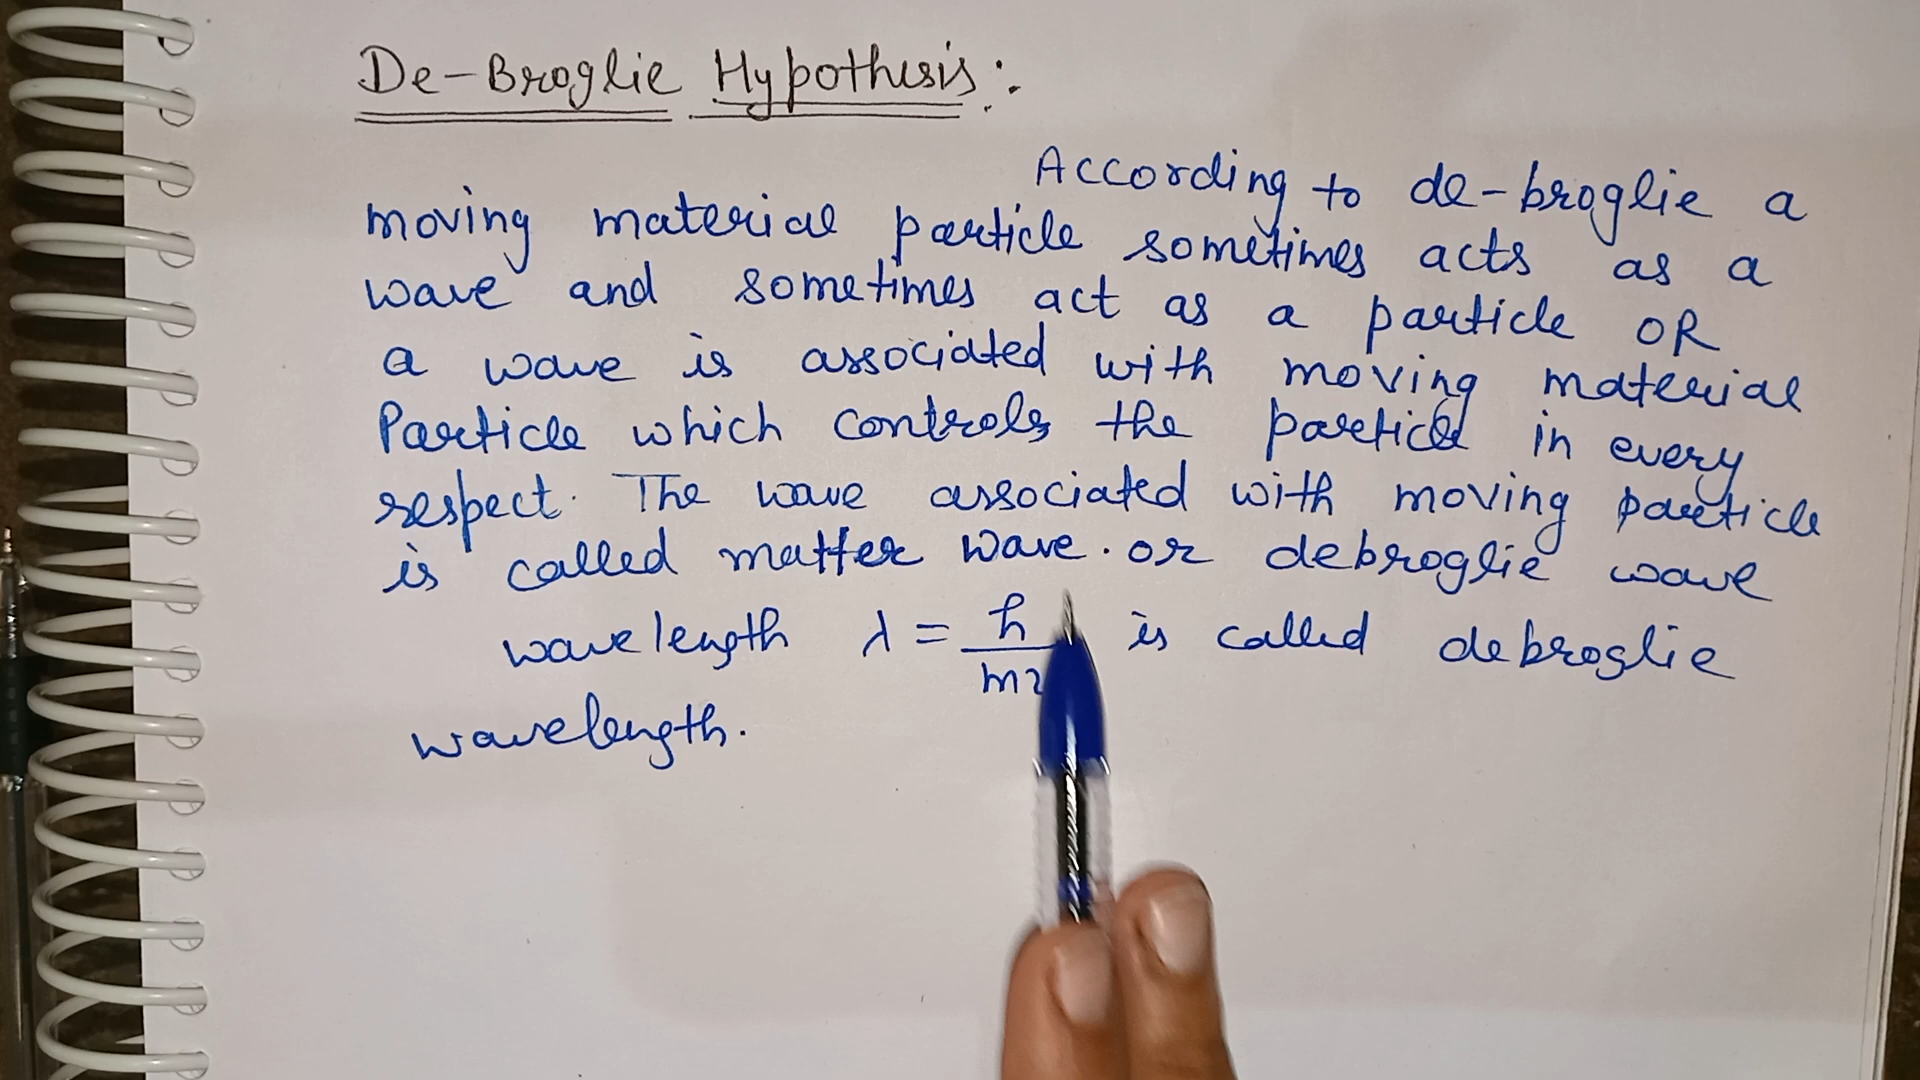 De-Broglie Hypothesis:
According to de-broglie a
moving material particle sometimes acts as a
wave and sometimes act as a particle OR
a wave is associated with moving material
Particle which controls the particle in every
respect. The wave associated with moving particle
is called matter wave. or debroglie wave
wavelength λ = h/m is called debroglie
wavelength.